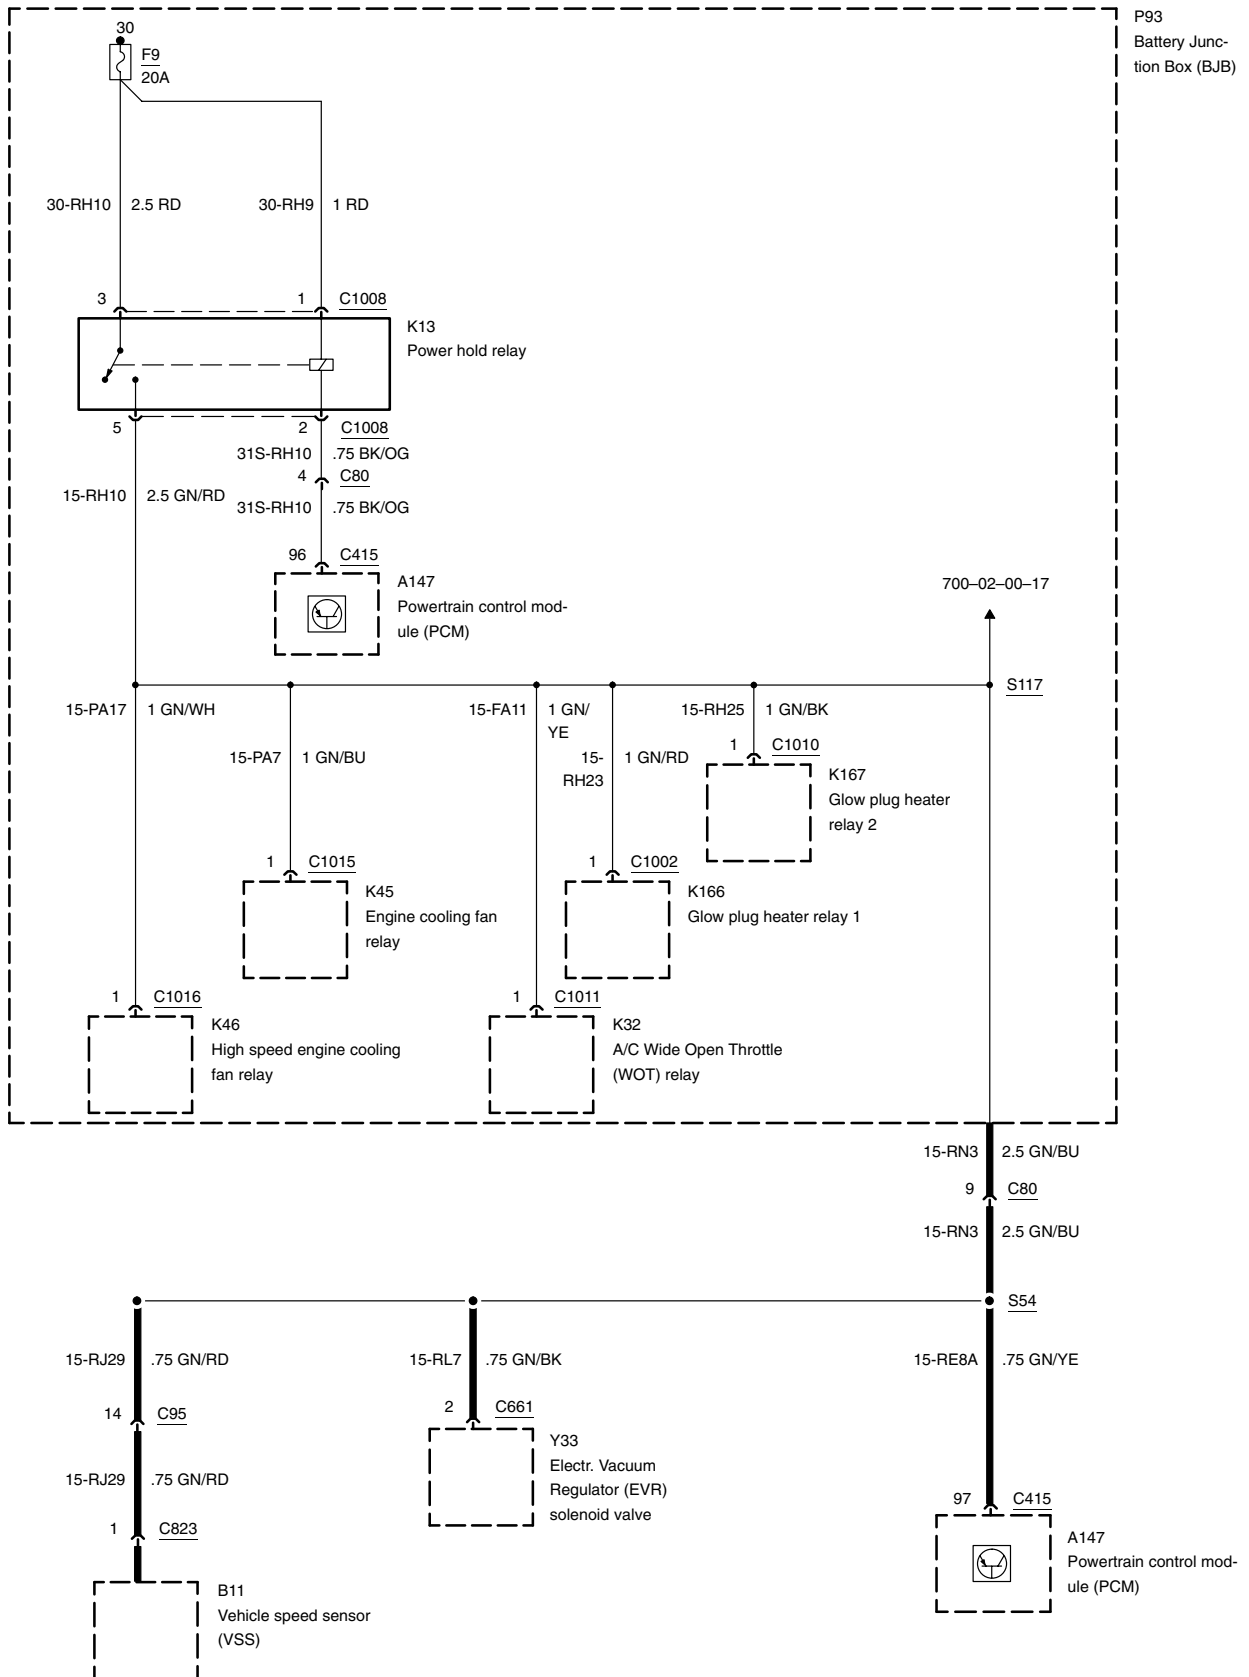 P93
Battery Junc-
tion Box (BJB)
30
F9
20A
30-RH10 2.5 RD 30-RH9 1 RD
3 1 C1008
K13
Power hold relay
5 2 C1008
31S-RH10 .75 BK/OG
4 C80
15-RH10 2.5 GN/RD
31S-RH10 .75 BK/OG
96 C415
A147
Powertrain control mod-
ule (PCM)
700–02–00–17
S117
15-PA17 1 GN/WH
15-FA11 1 GN/
YE
15-RH25 1 GN/BK
1 C1010
15-PA7 1 GN/BU
15-
RH23
1 GN/RD
K167
Glow plug heater
relay 2
1 C1015
1 C1002
K45
Engine cooling fan
relay
K166
Glow plug heater relay 1
1 C1016
1 C1011
K46
High speed engine cooling
fan relay
K32
A/C Wide Open Throttle
(WOT) relay
15-RN3 2.5 GN/BU
9 C80
15-RN3 2.5 GN/BU
S54
15-RJ29 .75 GN/RD
15-RL7 .75 GN/BK
15-RE8A .75 GN/YE
14 C95
2 C661
Y33
Electr. Vacuum
Regulator (EVR)
solenoid valve
15-RJ29 .75 GN/RD
97 C415
1 C823
A147
Powertrain control mod-
ule (PCM)
B11
Vehicle speed sensor
(VSS)